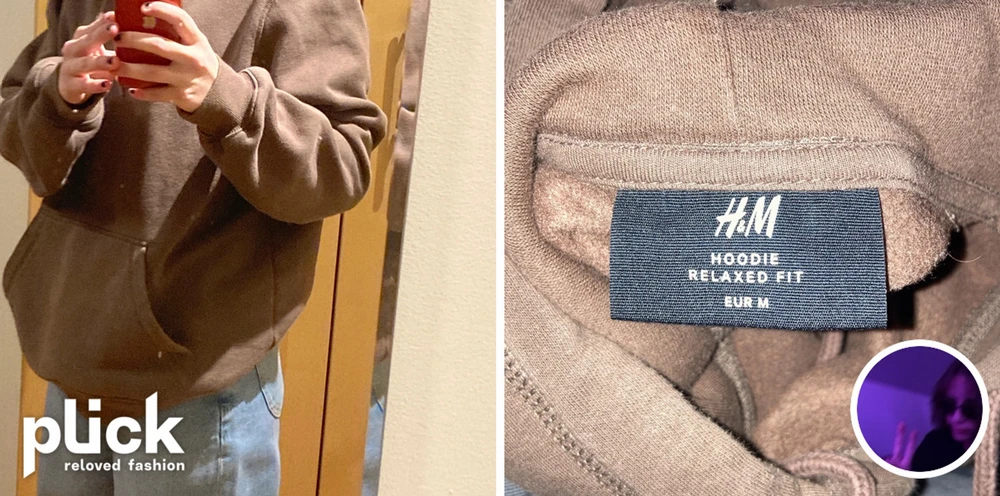 plick
reloved fashion
H&M
HOODIE
RELAXED FIT
EUR M